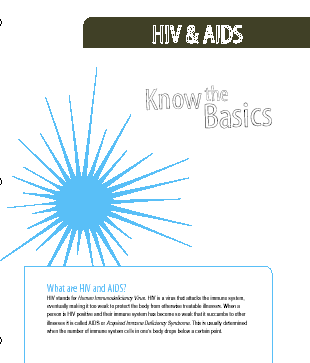 HIV & AIDS
Know the
Basics
What are HIV and AIDS?
HIV stands for Human Immunodeficiency Virus. HIV is a virus that attacks the immune system,
eventually making it too weak to protect the body from otherwise treatable illnesses. When a
person is HIV positive and their immune system has become so weak that it succumbs to other
illnesses it is called AIDS or Acquired Immune Deficiency Syndrome. This is usually determined
when the number of immune system cells in one's body drops below a certain point.